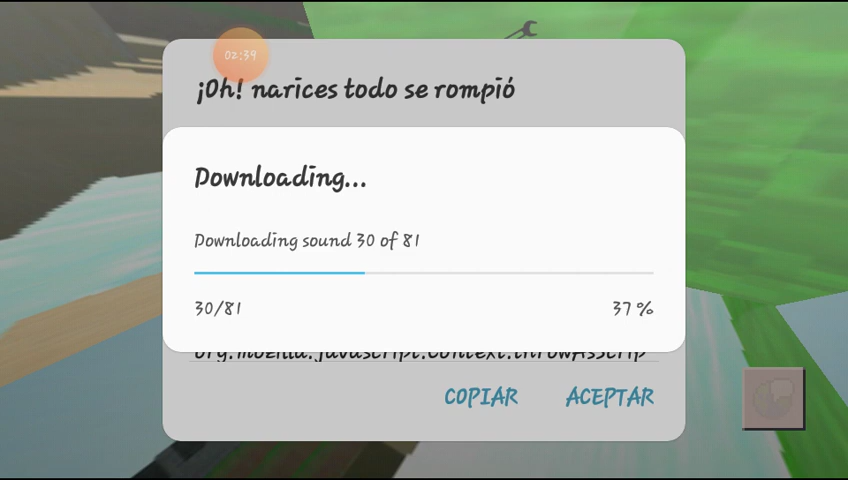 02:39
¡Oh! narices todo se rompió
Downloading...
Downloading sound 30 of 81
30/81 37 %
org.mozilla.javascript.Context.throwAsScrip
COPIAR ACEPTAR